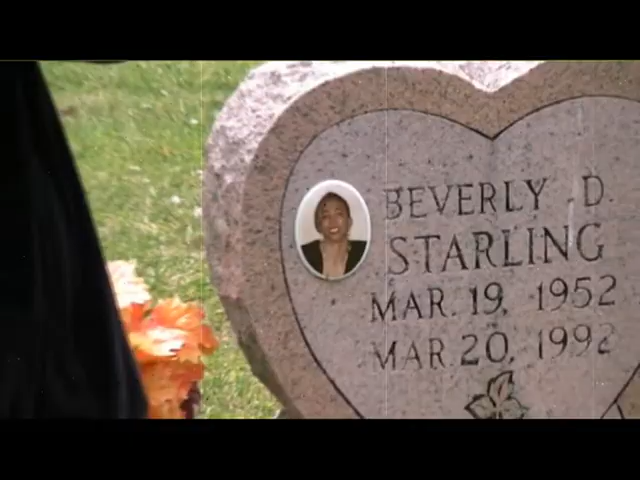 BEVERLY D.
STARLING
MAR. 19, 1952
MAR. 20, 1992